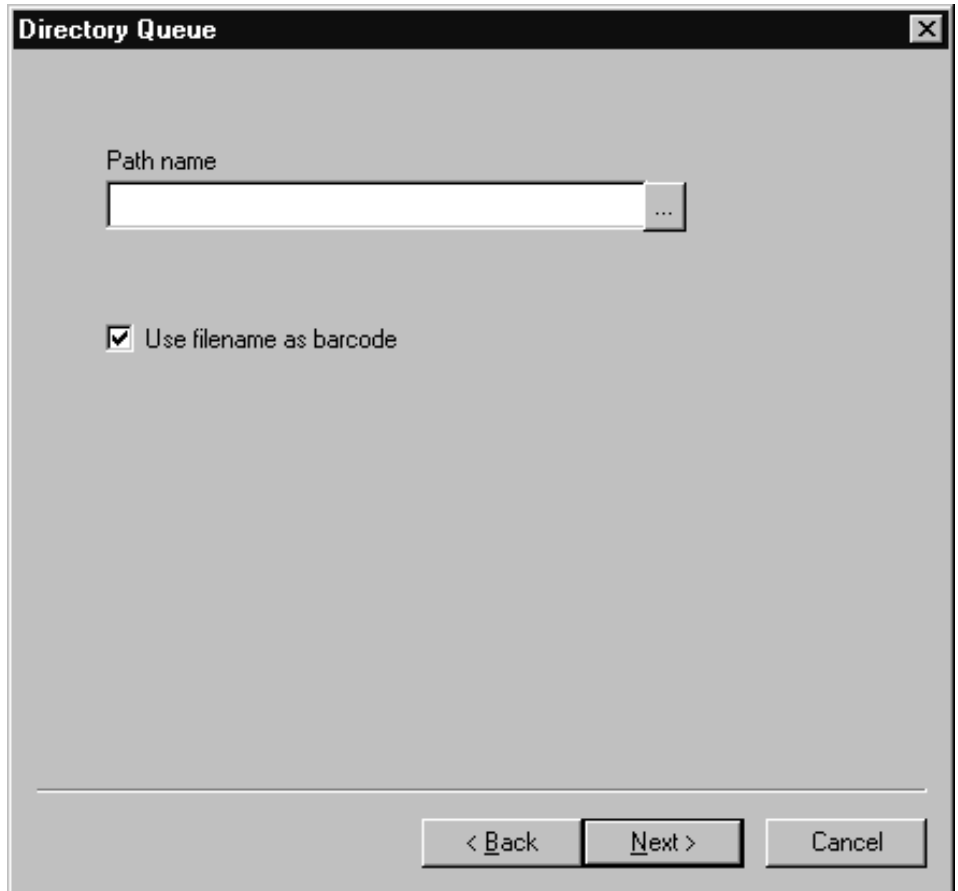 Directory Queue
Path name
...
Use filename as barcode
< Back Next > Cancel